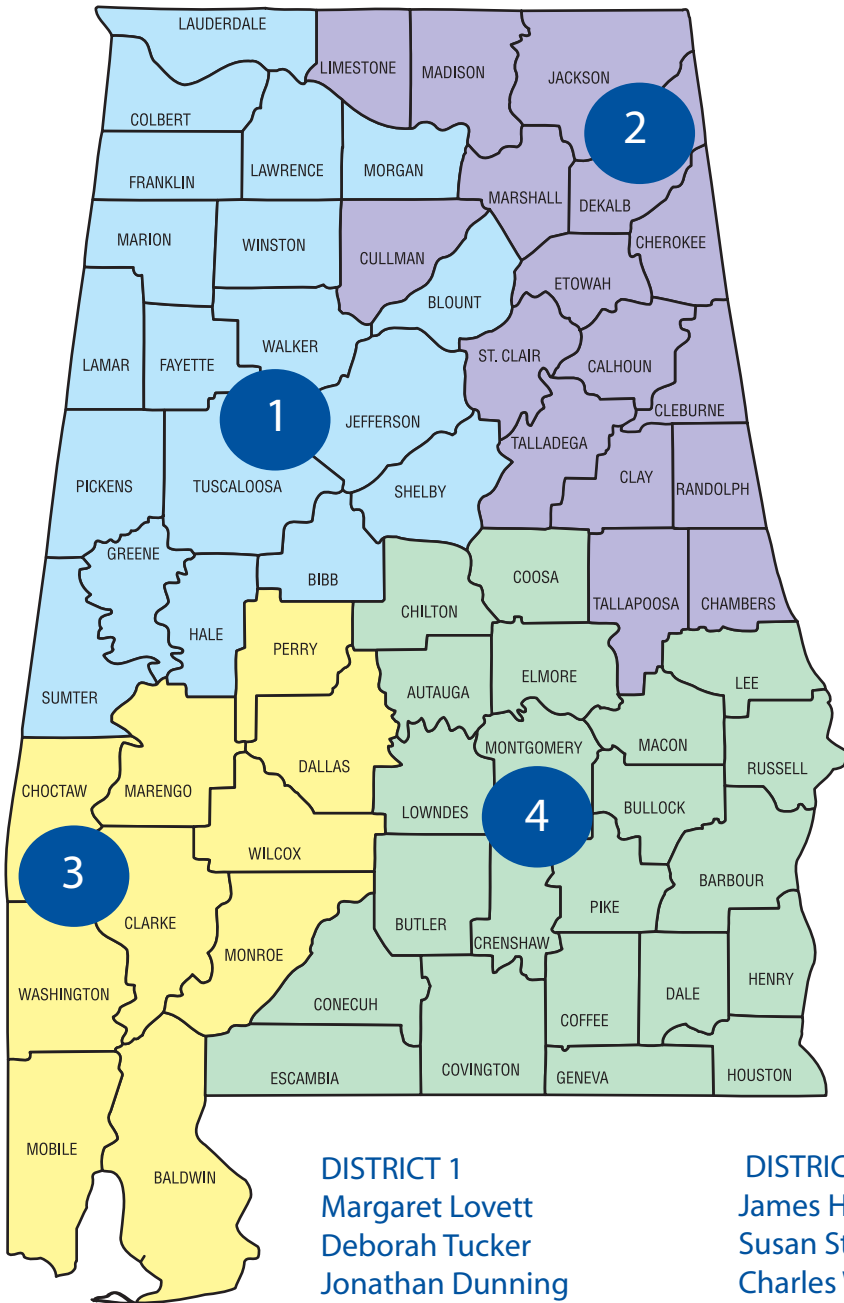 LAUDERDALE
LIMESTONE
MADISON
JACKSON
COLBERT
2
LAWRENCE
MORGAN
FRANKLIN
MARSHALL
DEKALB
MARION
WINSTON
CULLMAN
CHEROKEE
ETOWAH
BLOUNT
WALKER
ST. CLAIR
LAMAR
FAYETTE
CALHOUN
CLEBURNE
1
JEFFERSON
TALLADEGA
PICKENS
TUSCALOOSA
SHELBY
CLAY
RANDOLPH
GREENE
BIBB
COOSA
CHILTON
TALLAPOOSA
CHAMBERS
HALE
PERRY
ELMORE
LEE
SUMTER
AUTAUGA
MONTGOMERY
MACON
DALLAS
RUSSELL
CHOCTAW
MARENGO
LOWNDES
4
BULLOCK
WILCOX
3
BARBOUR
PIKE
CLARKE
BUTLER
CRENSHAW
MONROE
WASHINGTON
CONECUH
COFFEE
DALE
HENRY
ESCAMBIA
COVINGTON
GENEVA
HOUSTON
MOBILE
BALDWIN
DISTRICT 1
Margaret Lovett
Deborah Tucker
Jonathan Dunning
James
Susan
Charles